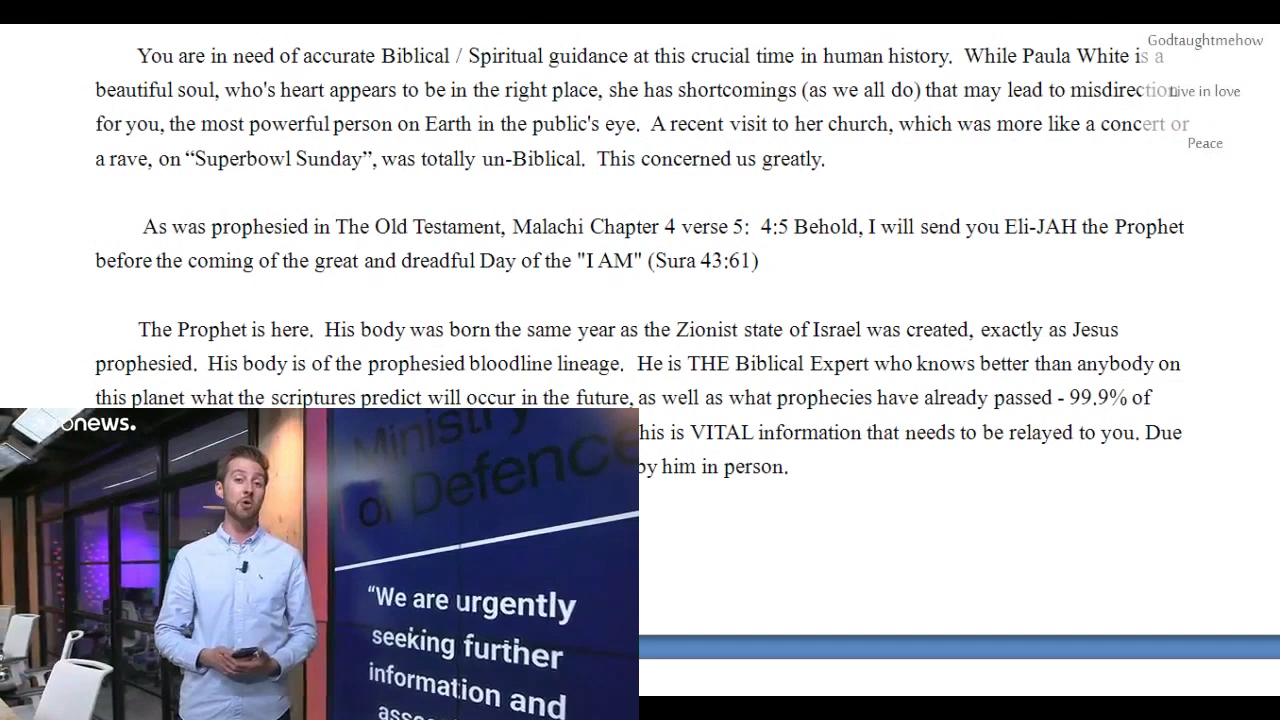 You are in need of accurate Biblical / Spiritual guidance at this crucial time in human history. While Paula White is a
beautiful soul, who's heart appears to be in the right place, she has shortcomings (as we all do) that may lead to misdirection
for you, the most powerful person on Earth in the public's eye. A recent visit to her church, which was more like a concert or
a rave, on “Superbowl Sunday”, was totally un-Biblical. This concerned us greatly.
Godtaughtmehow
Live in love
Peace
As was prophesied in The Old Testament, Malachi Chapter 4 verse 5: 4:5 Behold, I will send you Eli-JAH the Prophet
before the coming of the great and dreadful Day of the "I AM" (Sura 43:61)
The Prophet is here. His body was born the same year as the Zionist state of Israel was created, exactly as Jesus
prophesied. His body is of the prophesied bloodline lineage. He is THE Biblical Expert who knows better than anybody on
this planet what the scriptures predict will occur in the future, as well as what prophecies have already passed - 99.9% of
his is VITAL information that needs to be relayed to you. Due
by him in person.
onews.
Ministry
of Defence
“We are urgently
seeking further
information and